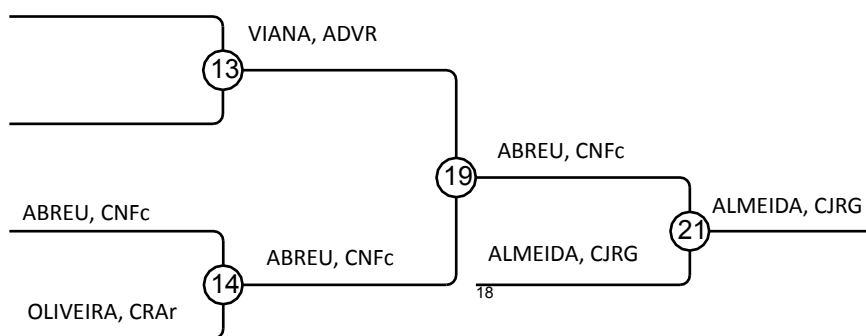 VIANA, ADVR
13
ABREU, CNFc
19
ALMEIDA, CJRG
ABREU, CNFc
21
ABREU, CNFc
ALMEIDA, CJRG
14
18
OLIVEIRA, CRAr